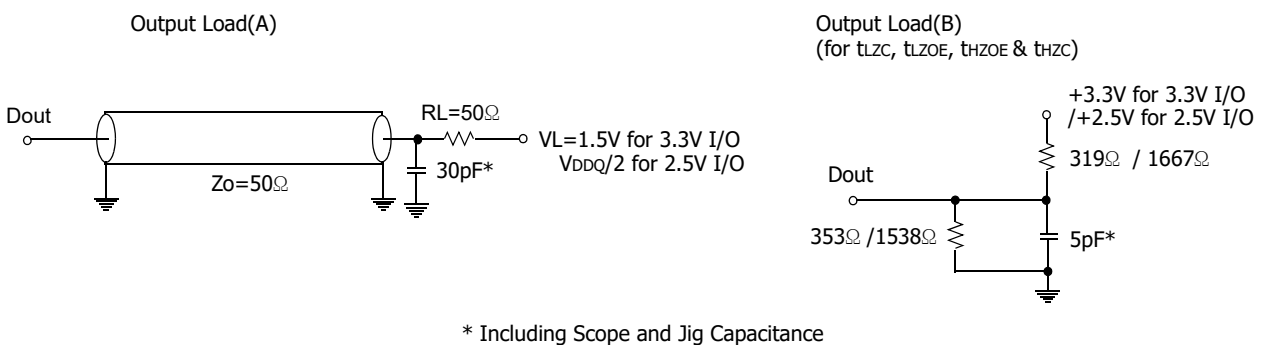 Output Load(A)
Dout
Zo=50Ω
RL=50Ω
30pF*
VL=1.5V for 3.3V I/O
VDDQ/2 for 2.5V I/O
Output Load(B)
(for tLZC, tLZOE, tHZOE & tHZC)
+3.3V for 3.3V I/O
/+2.5V for 2.5V I/O
319Ω / 1667Ω
Dout
353Ω /1538Ω
5pF*
* Including Scope and Jig Capacitance